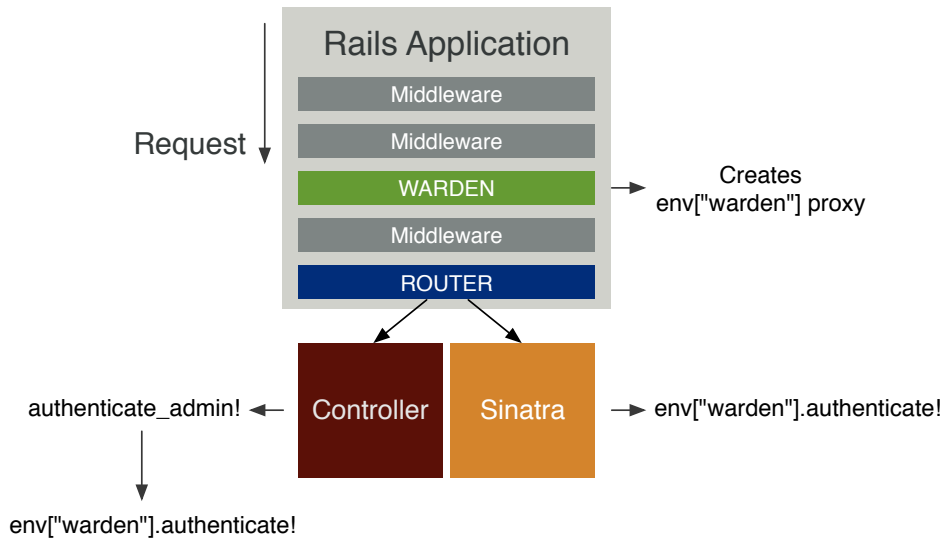 Rails Application
Middleware
Request
Middleware
WARDEN
Creates
env["warden"] proxy
Middleware
ROUTER
authenticate_admin!
Controller
Sinatra
env["warden"].authenticate!
env["warden"].authenticate!